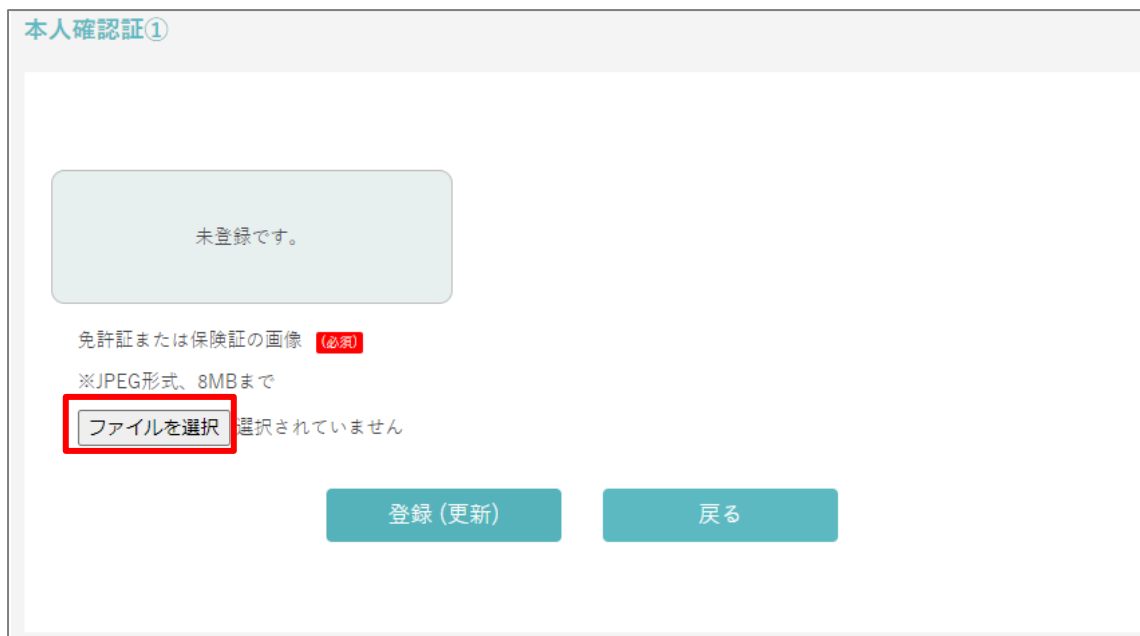 本人確認証①
未登録です。
免許証または保険証の画像 (必須)
※JPEG形式、8MBまで
ファイルを選択 選択されていません
登録 (更新) 戻る